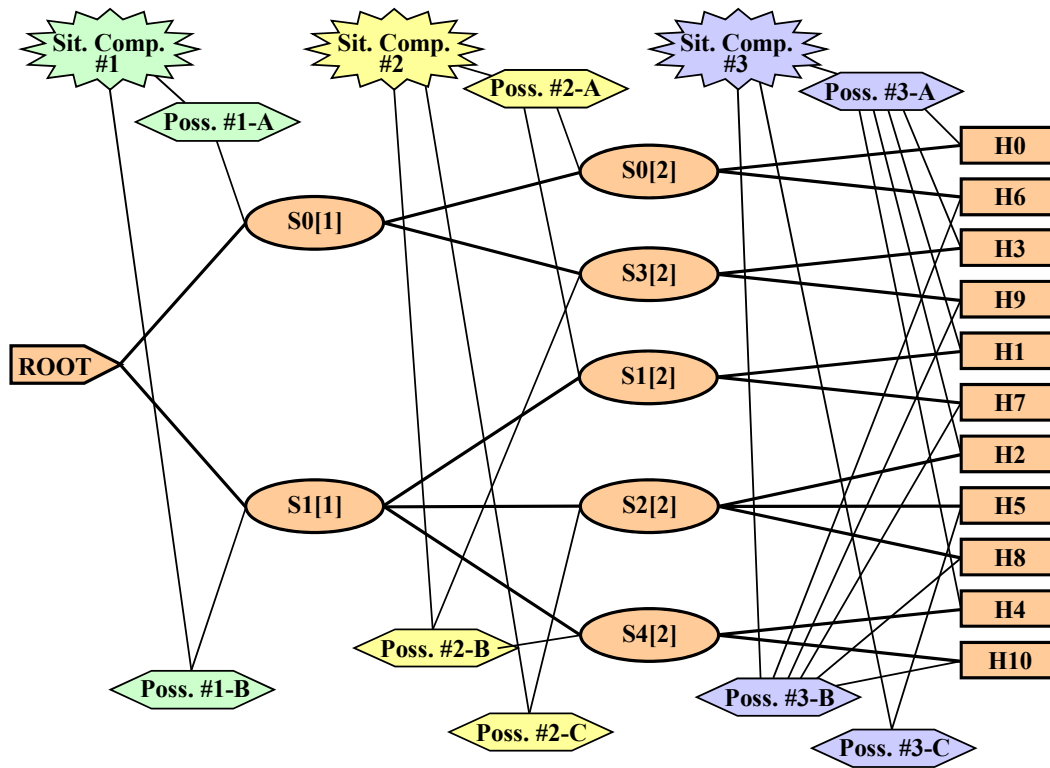 Sit. Comp.
#1
Sit. Comp.
#2
Sit. Comp.
#3
Poss. #1-A
Poss. #2-A
Poss. #3-A
H0
S0[2]
H6
S0[1]
H3
S3[2]
H9
ROOT
S1[2]
H1
H7
H2
S1[1]
S2[2]
H5
H8
H4
S4[2]
Poss. #2-B
H10
Poss. #1-B
Poss. #3-B
Poss. #2-C
Poss. #3-C